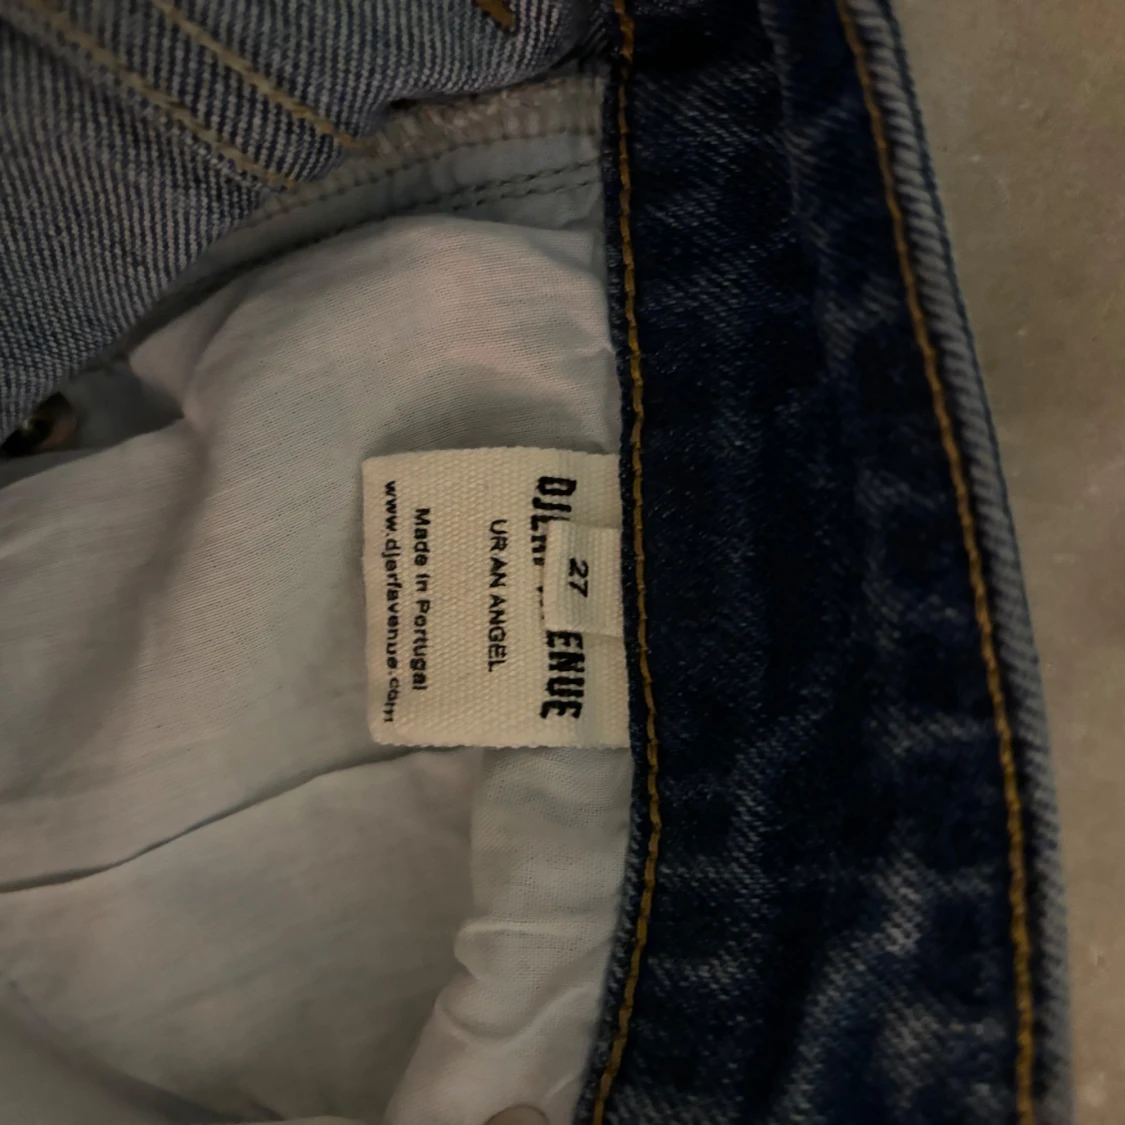 27
UR AN ANGEL
Made in Portugal
www.djerfavenue.com